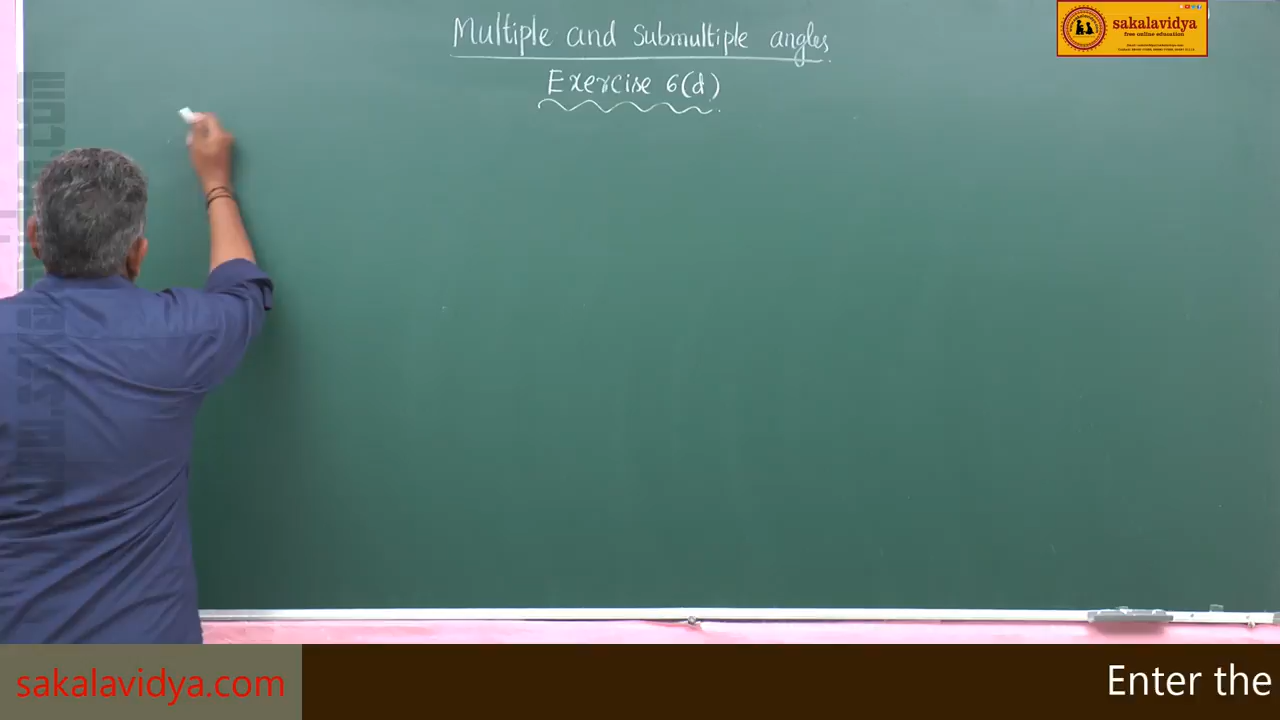 Multiple and Submultiple angles.
Exercise 6(d)
sakalavidya
free online education
sakalavidya.com
Enter the